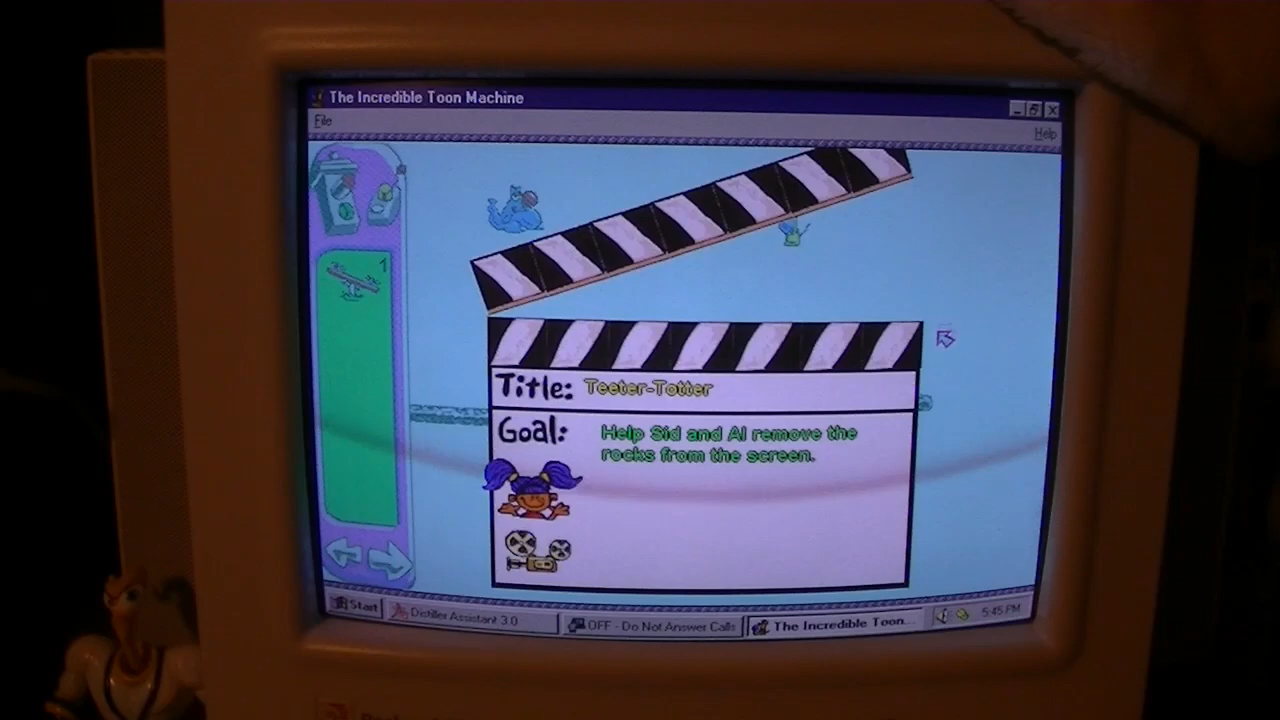 The Incredible Toon Machine
File
Help
1
Title: Teeter-Totter
Goal: Help Sid and Al remove the
rocks from the screen.
Start
Distiller Assistant 3.0
OFF - Do Not Answer Calls
The Incredible Toon...
5:45 PM